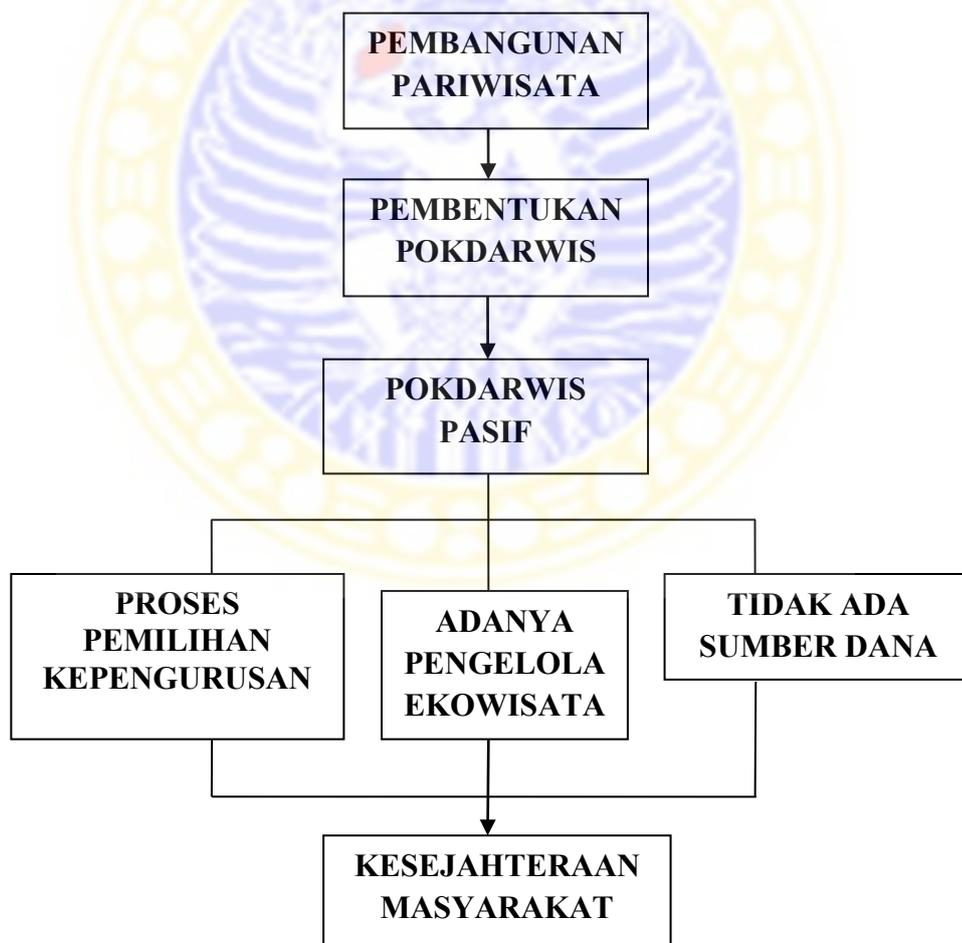 PEMBANGUNAN
PARIWISATA
PEMBENTUKAN
POKDARWIS
POKDARWIS
PASIF
PROSES
PEMILIHAN
KEPENGURUSAN
ADANYA
PENGELOLA
EKOWISATA
TIDAK ADA
SUMBER DANA
KESEJAHTERAAN
MASYARAKAT